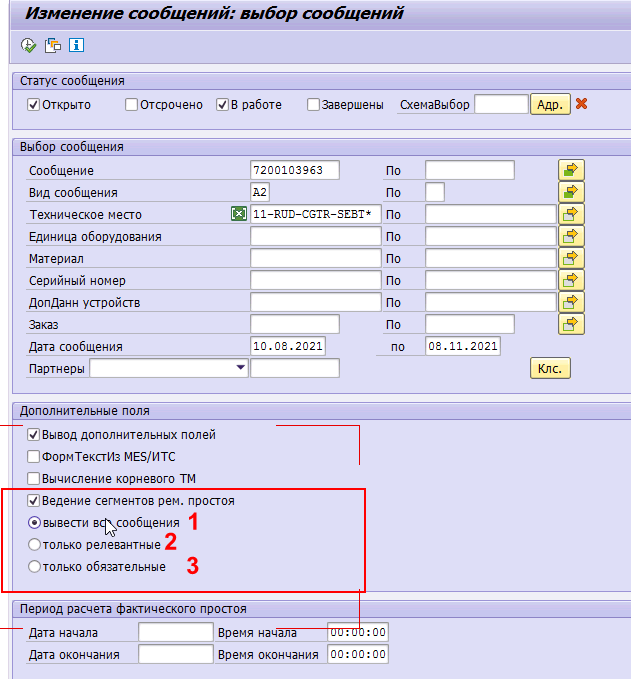 Изменение сообщений: выбор сообщений
Статус сообщения
Открыто Отсрочено В работе Завершены СхемаВыбор Адр.
Выбор сообщения
Сообщение 7200103963 По
Вид сообщения A2 По
Техническое место 11-RUD-CGTR-SEBT* По
Единица оборудования По
Материал По
Серийный номер По
ДопДанн устройств По
Заказ По
Дата сообщения 10.08.2021 по 08.11.2021
Партнеры Клс.
Дополнительные поля
Вывод дополнительных полей
ФормТекстИз MES/ИТС
Вычисление корневого ТМ
Ведение сегментов рем. простоя
вывести все сообщения 1
только релевантные 2
только обязательные 3
Период расчета фактического простоя
Дата начала Время начала 00:00:00
Дата окончания Время окончания 00:00:00